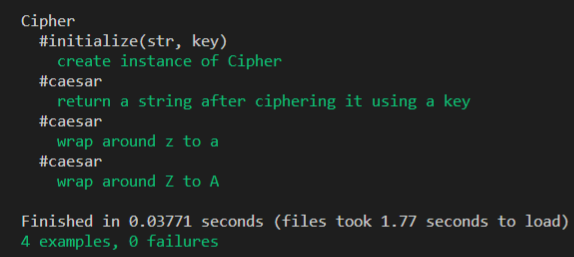 Cipher
#initialize(str, key)
create instance of Cipher
#caesar
return a string after ciphering it using a key
#caesar
wrap around z to a
#caesar
wrap around Z to A
Finished in 0.03771 seconds (files took 1.77 seconds to load)
4 examples, 0 failures